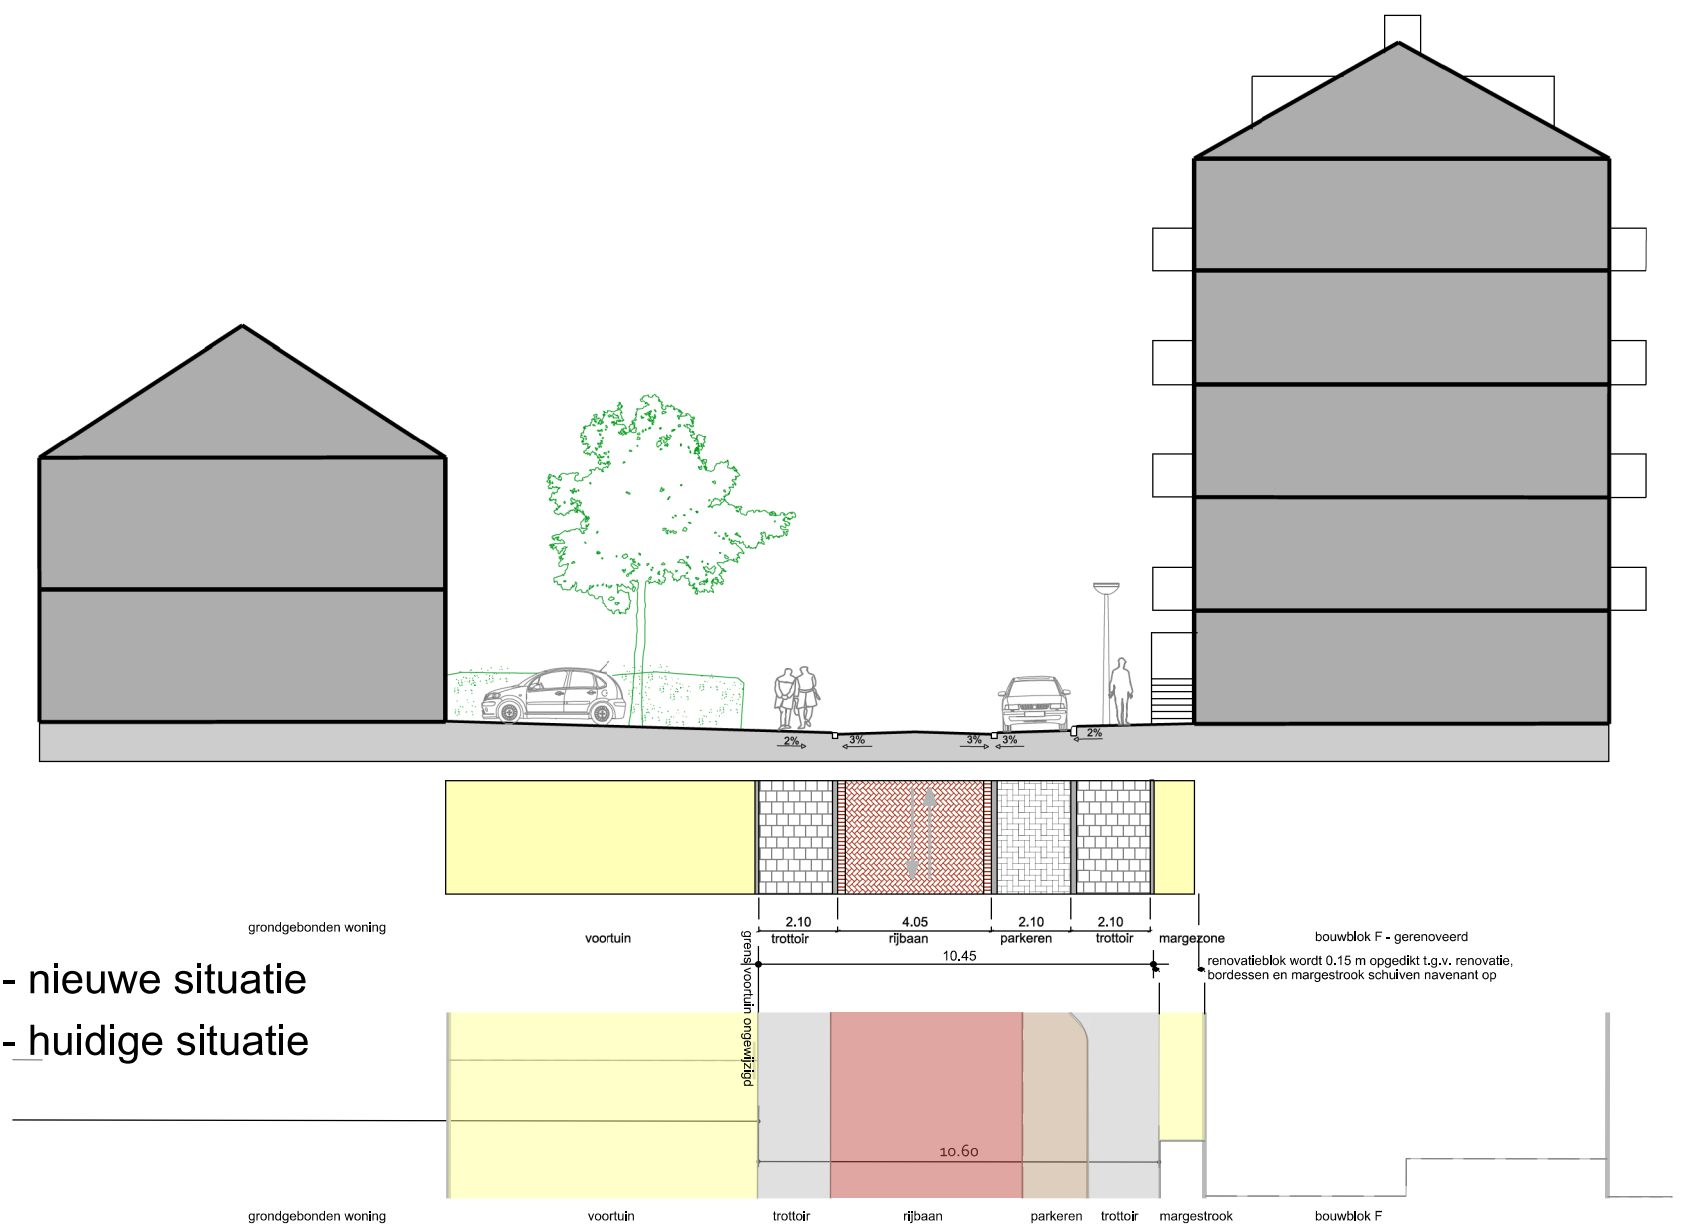 2%
3%
3%
3%
2%
2.10
4.05
2.10
2.10
grondgebonden woning
voortuin
trottoir
rijbaan
parkeren
trottoir
margezone
bouwblok F - gerenoveerd
10.45
grens voortuin ongewijzigd
renovatieblok wordt 0.15 m opgedikt t.g.v. renovatie,
bordessen en margestrook schuiven navenant op
- nieuwe situatie
- huidige situatie
10.60
grondgebonden woning
voortuin
trottoir
rijbaan
parkeren
trottoir
margestrook
bouwblok F